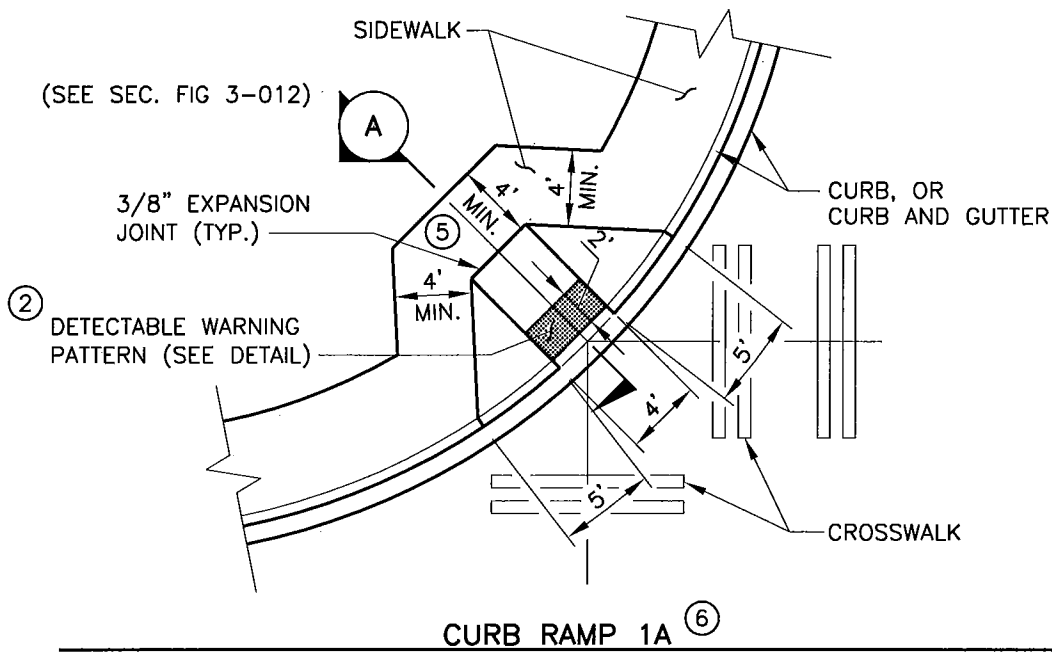 SIDEWALK
(SEE SEC. FIG 3-012)
A
3/8" EXPANSION
JOINT (TYP.)
5
4'
MIN.
4'
MIN.
2'
CURB, OR
CURB AND GUTTER
2
4'
MIN.
DETECTABLE WARNING
PATTERN (SEE DETAIL)
5'
4'
5'
CROSSWALK
CURB RAMP 1A
6